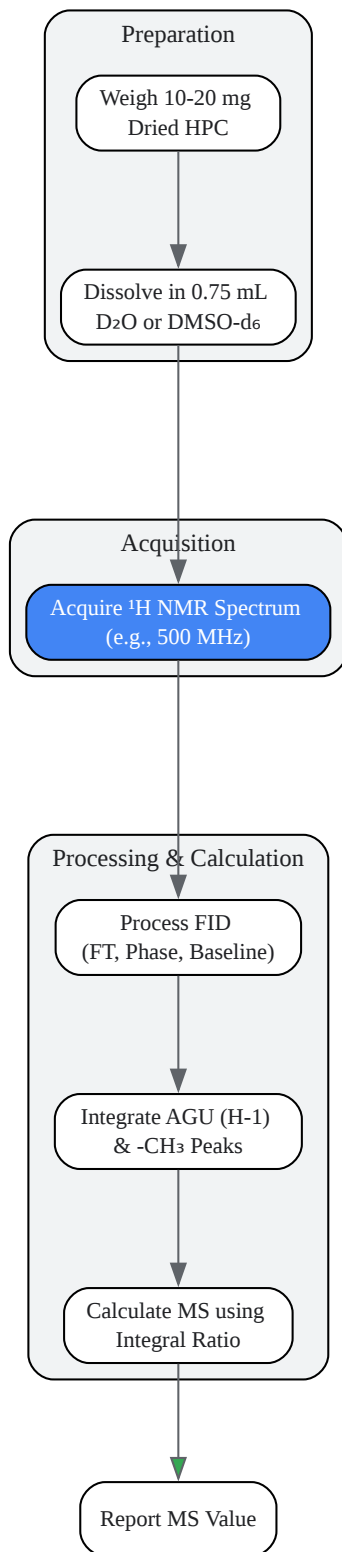 Preparation
Weigh 10-20 mg
Dried HPC
Dissolve in 0.75 mL
D₂O or DMSO-d₆
Acquisition
Acquire ¹H NMR Spectrum
(e.g., 500 MHz)
Processing & Calculation
Process FID
(FT, Phase, Baseline)
Integrate AGU (H-1)
& -CH₃ Peaks
Calculate MS using
Integral Ratio
Report MS Value